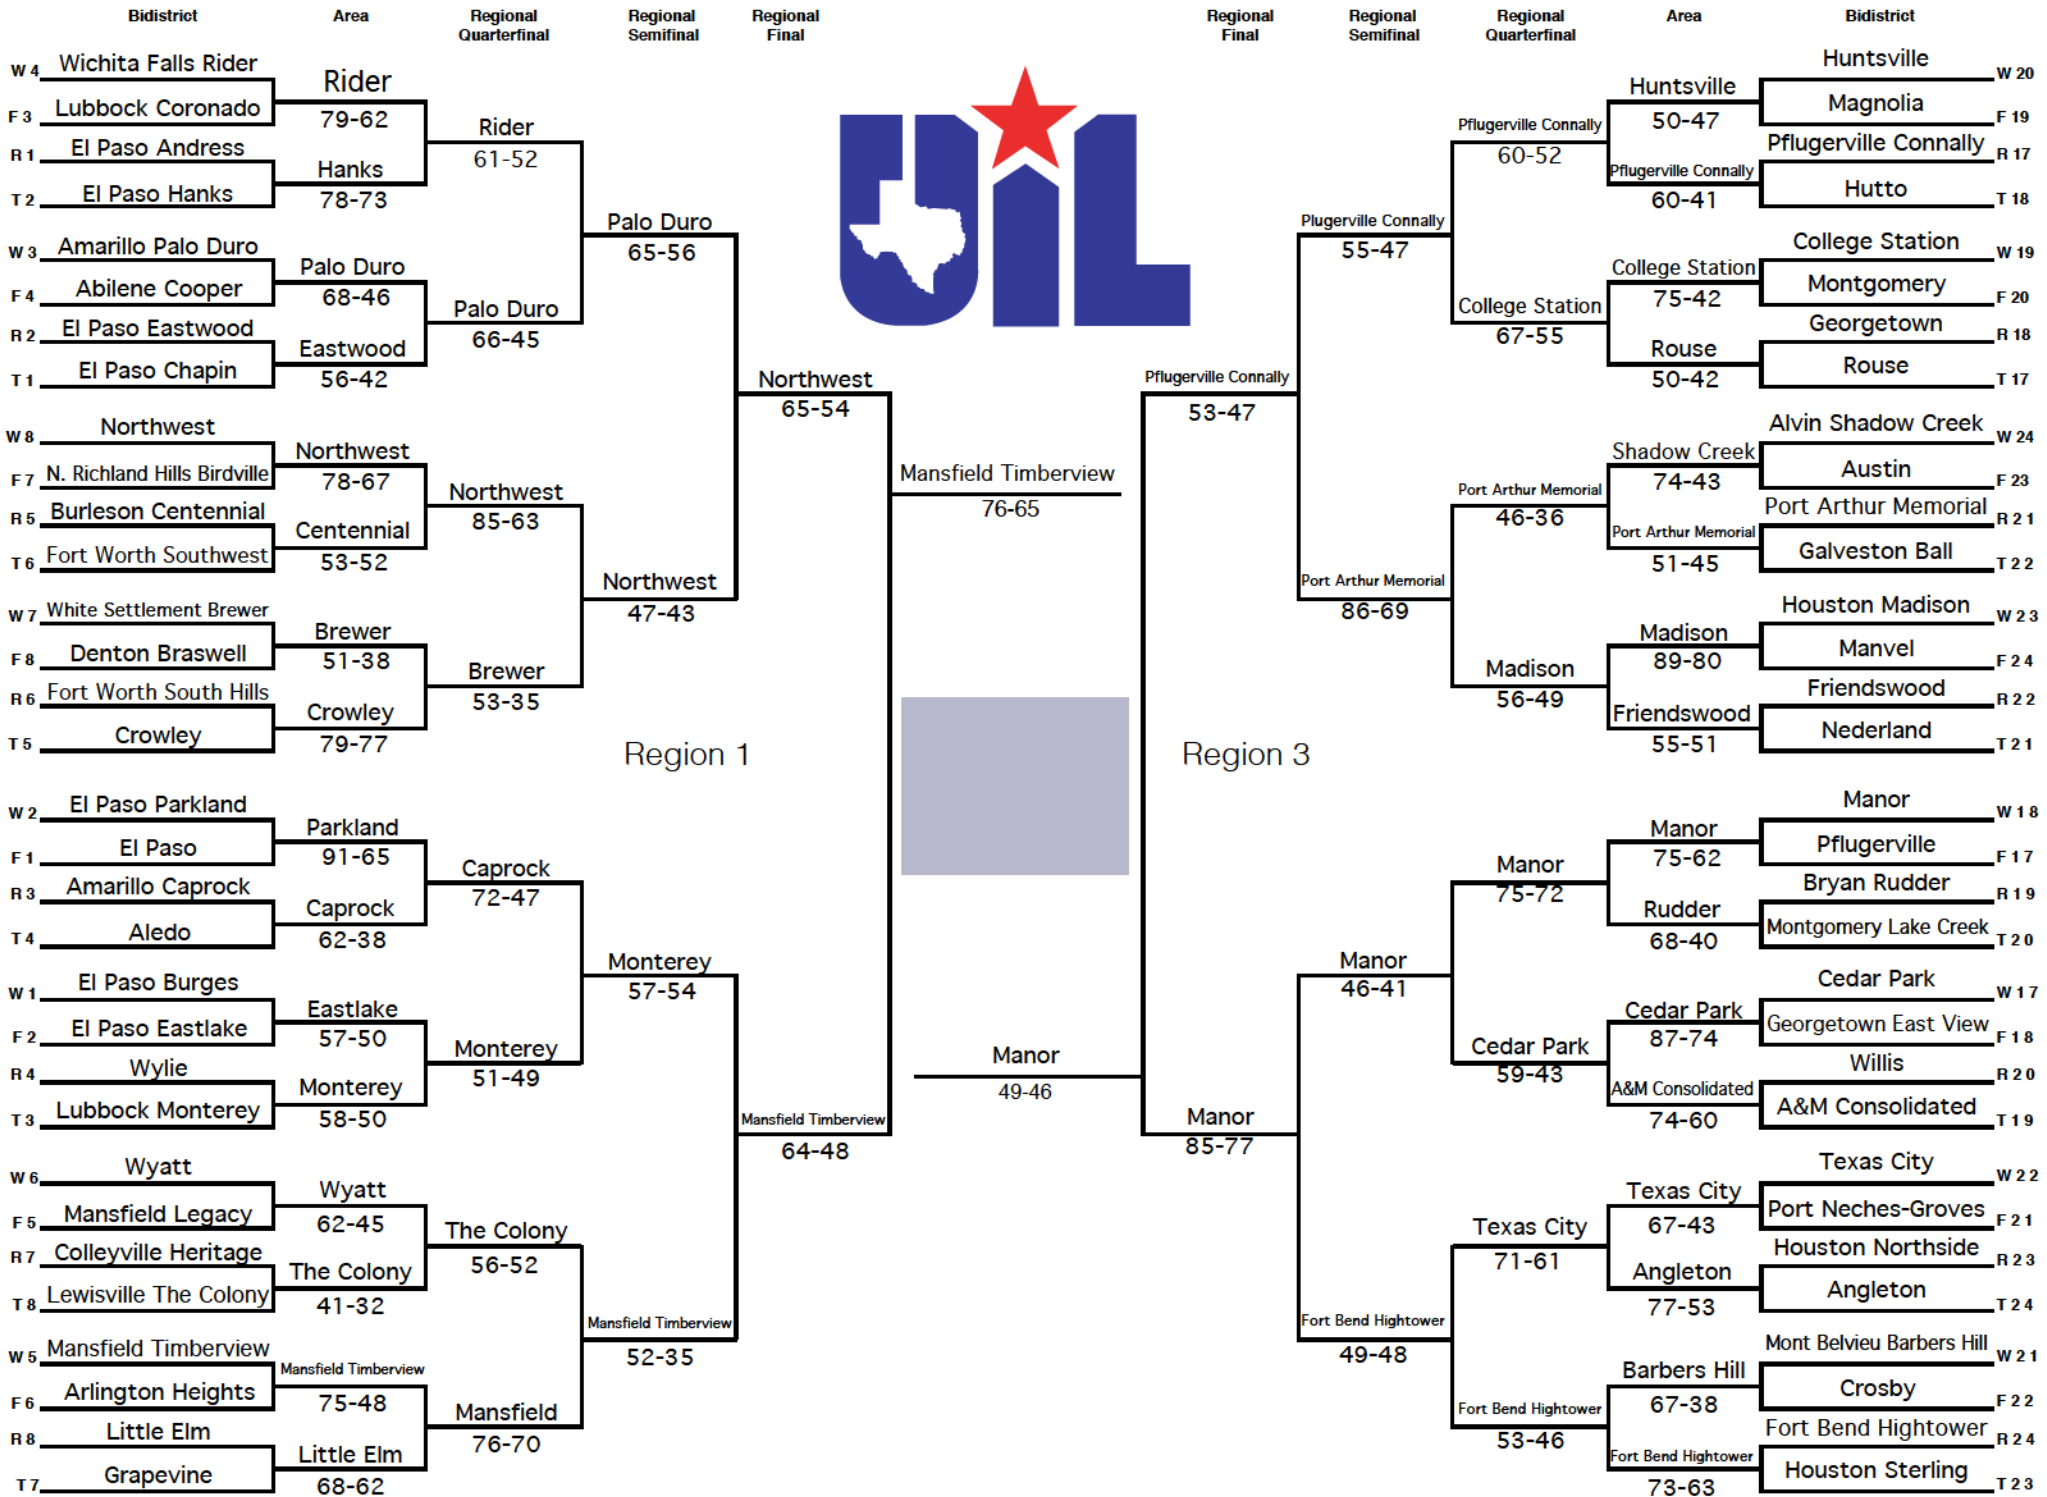 Bidistrict
Area
Regional
Quarterfinal
Regional
Semifinal
Regional
Final
Regional
Final
Regional
Semifinal
Regional
Quarterfinal
Area
Bidistrict
W 4 Wichita Falls Rider
F 3 Lubbock Coronado
R 1 El Paso Andress
T 2 El Paso Hanks
W 3 Amarillo Palo Duro
F 4 Abilene Cooper
R 2 El Paso Eastwood
T 1 El Paso Chapin
W 8 Northwest
F 7 N. Richland Hills Birdville
R 5 Burleson Centennial
T 6 Fort Worth Southwest
W 7 White Settlement Brewer
F 8 Denton Braswell
R 6 Fort Worth South Hills
T 5 Crowley
W 2 El Paso Parkland
F 1 El Paso
R 3 Amarillo Caprock
T 4 Aledo
W 1 El Paso Burges
F 2 El Paso Eastlake
R 4 Wylie
T 3 Lubbock Monterey
W 6 Wyatt
F 5 Mansfield Legacy
R 7 Colleyville Heritage
T 8 Lewisville The Colony
W 5 Mansfield Timberview
F 6 Arlington Heights
R 8 Little Elm
T 7 Grapevine
Rider
79-62
Hanks
78-73
Palo Duro
68-46
Eastwood
56-42
Northwest
78-67
Centennial
53-52
Brewer
51-38
Crowley
79-77
Parkland
91-65
Caprock
62-38
Eastlake
57-50
Monterey
58-50
Wyatt
62-45
The Colony
41-32
Mansfield Timberview
75-48
Little Elm
68-62
Rider
61-52
Palo Duro
66-45
Northwest
85-63
Brewer
53-35
Caprock
72-47
Monterey
51-49
The Colony
56-52
Mansfield
76-70
Palo Duro
65-56
Northwest
47-43
Region 1
Monterey
57-54
Mansfield Timberview
52-35
Northwest
65-54
Mansfield Timberview
64-48
UIL
Mansfield Timberview
76-65
Manor
49-46
Pflugerville Connally
53-47
Region 3
Manor
85-77
Plugerville Connally
55-47
Port Arthur Memorial
86-69
Manor
46-41
Fort Bend Hightower
49-48
Pflugerville Connally
60-52
College Station
67-55
Port Arthur Memorial
46-36
Madison
56-49
Manor
75-72
Cedar Park
59-43
Texas City
71-61
Fort Bend Hightower
53-46
Huntsville
50-47
Pflugerville Connally
60-41
College Station
75-42
Rouse
50-42
Shadow Creek
74-43
Port Arthur Memorial
51-45
Madison
89-80
Friendswood
55-51
Manor
75-62
Rudder
68-40
Cedar Park
87-74
A&M Consolidated
74-60
Texas City
67-43
Angleton
77-53
Barbers Hill
67-38
Fort Bend Hightower
73-63
Huntsville W 20
Magnolia F 19
Pflugerville Connally R 17
Hutto T 18
College Station W 19
Montgomery F 20
Georgetown R 18
Rouse T 17
Alvin Shadow Creek W 24
Austin F 23
Port Arthur Memorial R 21
Galveston Ball T 22
Houston Madison W 23
Manvel F 24
Friendswood R 22
Nederland T 21
Manor W 18
Pflugerville F 17
Bryan Rudder R 19
Montgomery Lake Creek T 20
Cedar Park W 17
Georgetown East View F 18
Willis R 20
A&M Consolidated T 19
Texas City W 22
Port Neches-Groves F 21
Houston Northside R 23
Angleton T 24
Mont Belvieu Barbers Hill W 21
Crosby F 22
Fort Bend Hightower R 24
Houston Sterling T 23